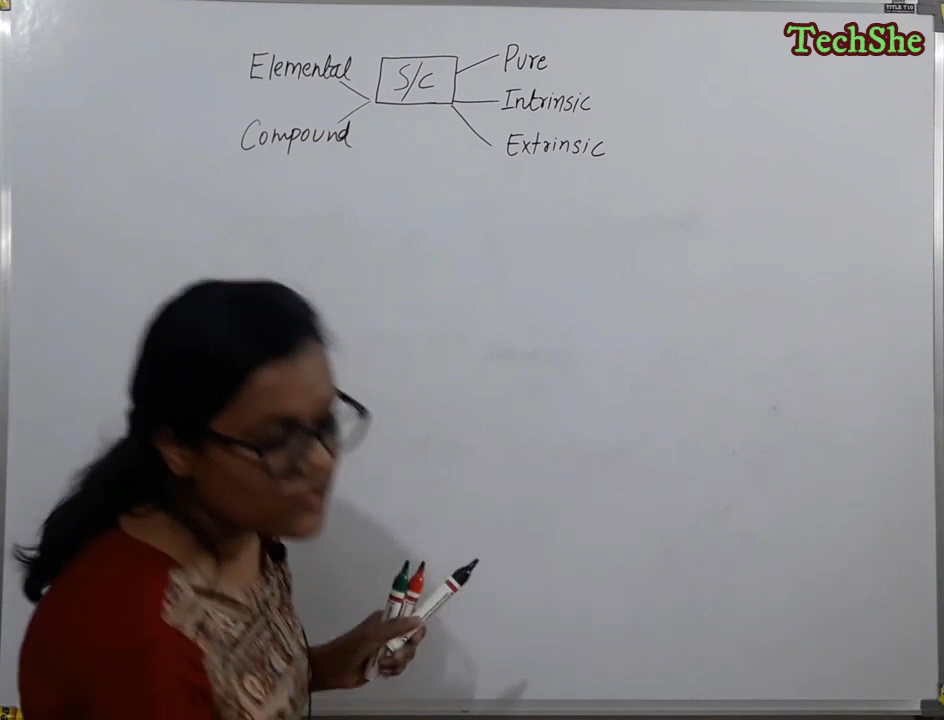 TechShe
Elemental
S/C
Pure
Intrinsic
Compound
Extrinsic